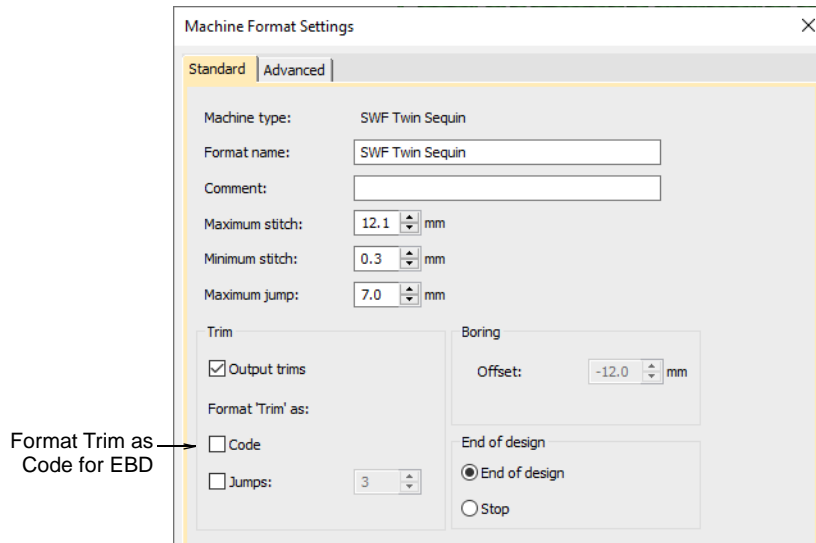 Machine Format Settings
Standard Advanced
Machine type: SWF Twin Sequin
Format name: SWF Twin Sequin
Comment:
Maximum stitch: 12.1 mm
Minimum stitch: 0.3 mm
Maximum jump: 7.0 mm
Trim
Output trims
Format 'Trim' as:
Code
Jumps: 3
Boring
Offset: -12.0 mm
End of design
End of design
Stop
Format Trim as
Code for EBD